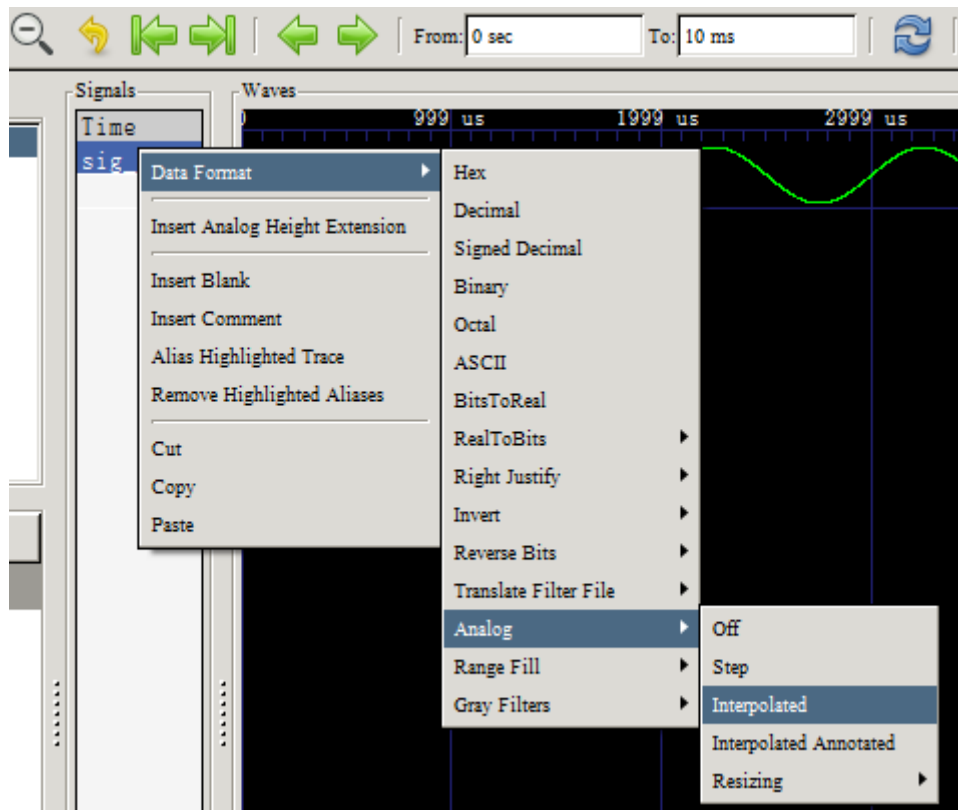 From: 0 sec To: 10 ms
Signals Waves
Time
999 us 1999 us 2999 us
sig_
Data Format
Insert Analog Height Extension
Insert Blank
Insert Comment
Alias Highlighted Trace
Remove Highlighted Aliases
Cut
Copy
Paste
Hex
Decimal
Signed Decimal
Binary
Octal
ASCII
BitsToReal
RealToBits
Right Justify
Invert
Reverse Bits
Translate Filter File
Analog
Range Fill
Gray Filters
Off
Step
Interpolated
Interpolated Annotated
Resizing